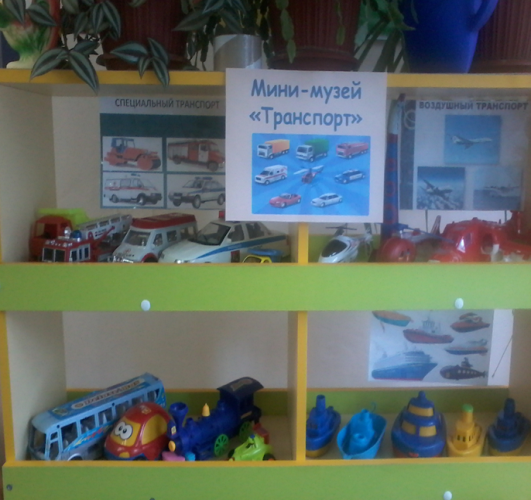 СПЕЦИАЛЬНЫЙ ТРАНСПОРТ
Мини-музей
«Транспорт»
ВОЗДУШНЫЙ ТРАНСПОРТ